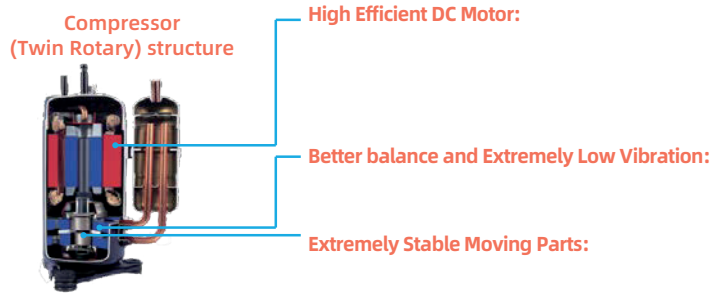 Compressor
(Twin Rotary) structure
High Efficient DC Motor:
Better balance and Extremely Low Vibration:
Extremely Stable Moving Parts: